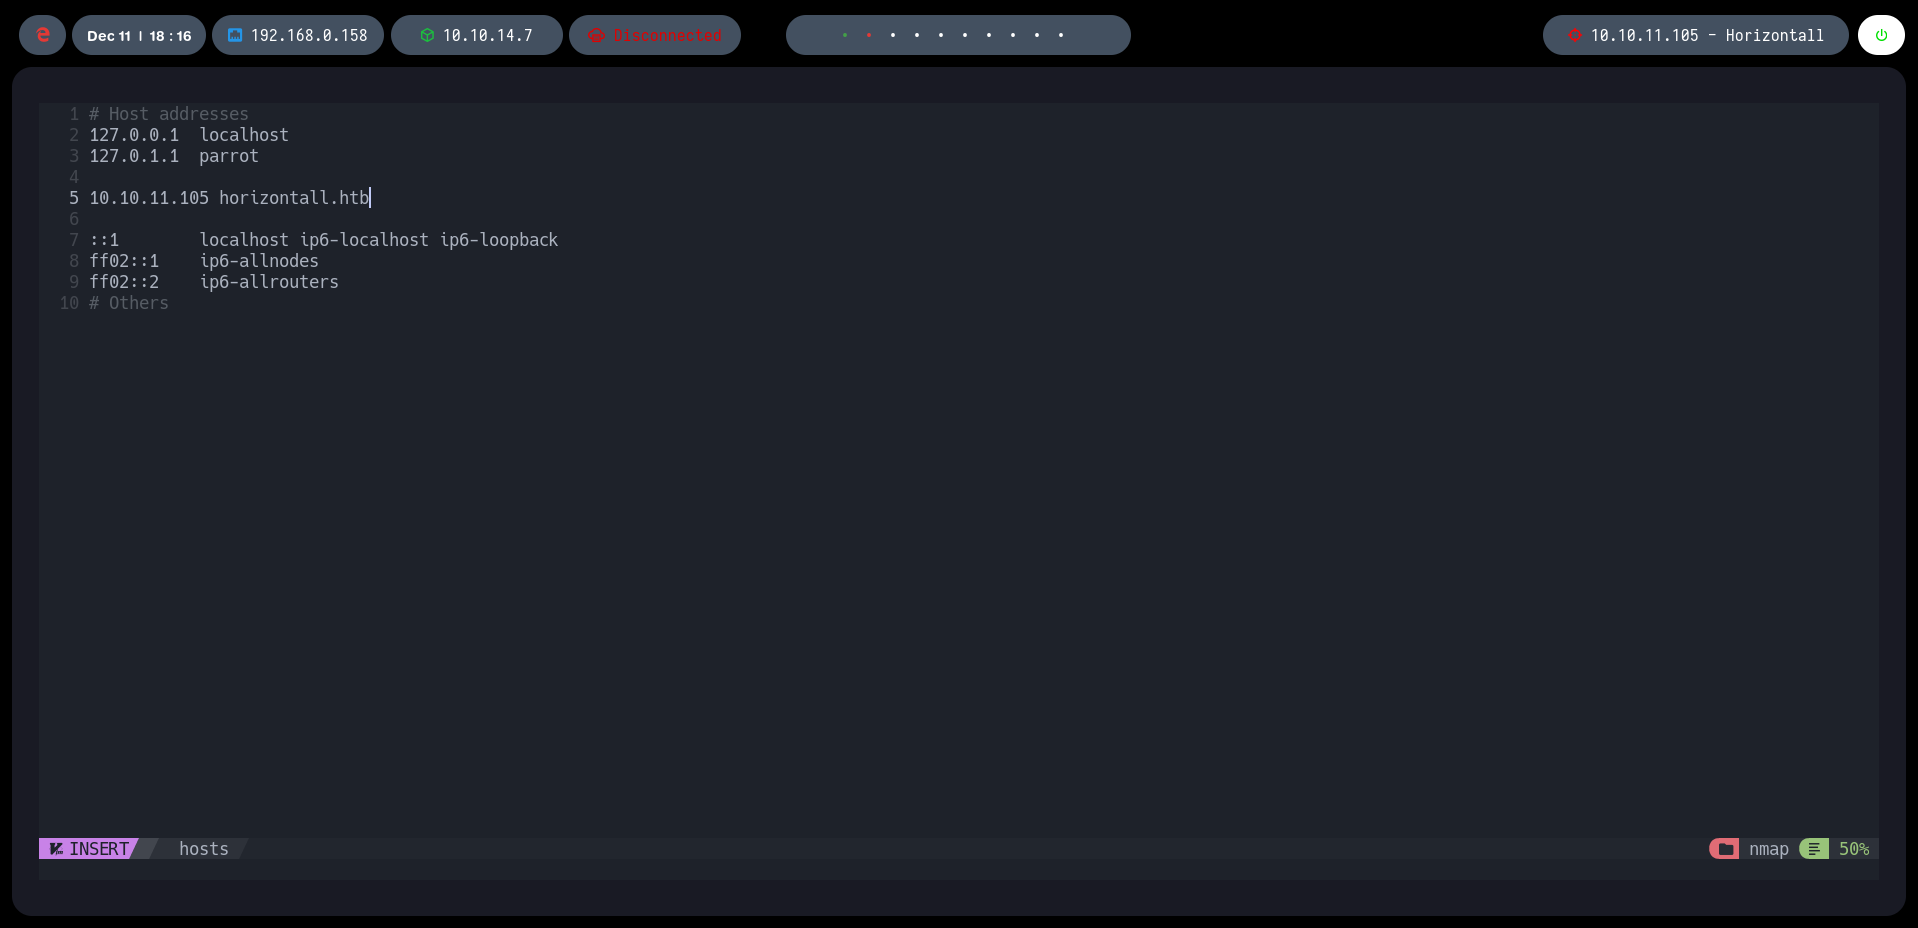 Dec 11 | 18 : 16 192.168.0.158 10.10.14.7 Disconnected 10.10.11.105 - Horizontall
1 # Host addresses
2 127.0.0.1  localhost
3 127.0.1.1  parrot
4
5 10.10.11.105 horizontall.htb
6
7 ::1        localhost ip6-localhost ip6-loopback
8 ff02::1    ip6-allnodes
9 ff02::2    ip6-allrouters
10 # Others
INSERT hosts nmap 50%